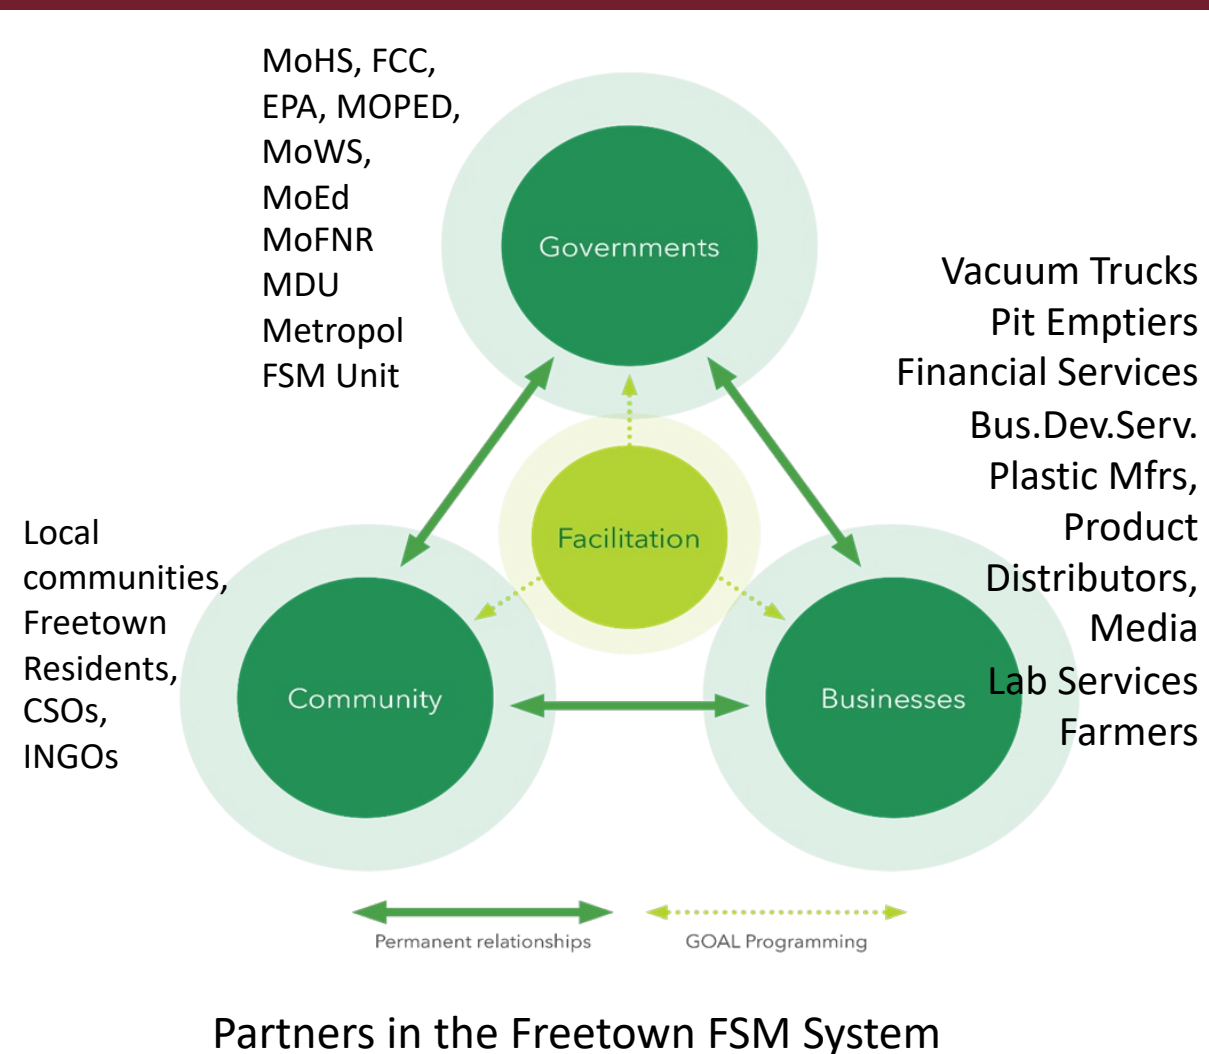 MoHS, FCC,
EPA, MOPED,
MoWS,
MoEd
MoFNR
MDU
Metropol
FSM Unit
Governments
Vacuum Trucks
Pit Emptiers
Financial Services
Bus.Dev.Serv.
Plastic Mfrs,
Product
Distributors,
Media
Lab Services
Farmers
Facilitation
Local
communities,
Freetown
Residents,
CSOs,
INGOs
Community
Businesses
Permanent relationships
GOAL Programming
Partners in the Freetown FSM System